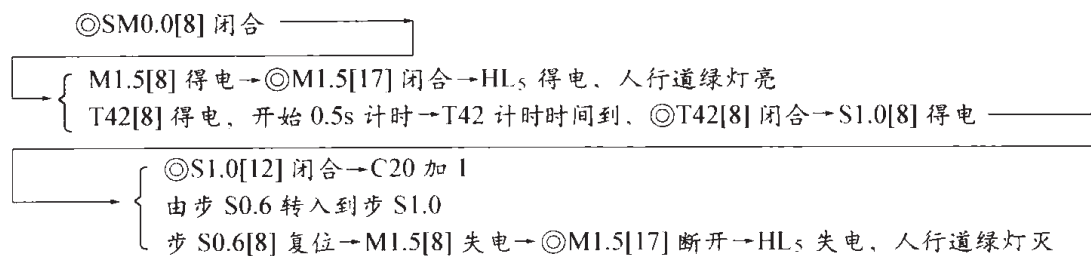 ◎SM0.0[8] 闭合
M1.5[8] 得电→◎M1.5[17] 闭合→HL₅ 得电、人行道绿灯亮
T42[8] 得电、开始 0.5s 计时→T42 计时时间到、◎T42[8] 闭合→S1.0[8] 得电
◎S1.0[12] 闭合→C20 加 1
由步 S0.6 转入到步 S1.0
步 S0.6[8] 复位→M1.5[8] 失电→◎M1.5[17] 断开→HL₅ 失电、人行道绿灯灭